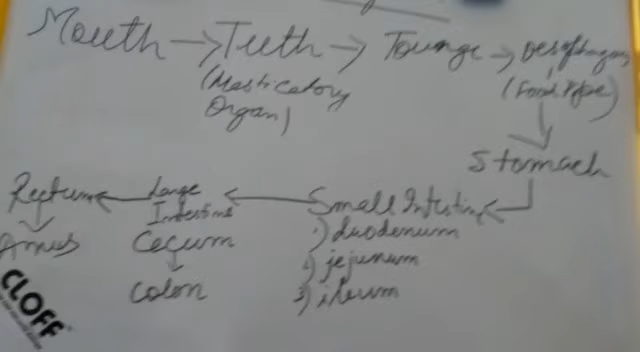 Mouth → Teeth → Tounge → Oesophagus
(Masticatory Organ)
(Food Pipe)
Stomach
Rectum ← Large Intestine ← Small Intestine
Anus
Cecum
Colon
1) duodenum
2) jejunum
3) ileum
CLOFF